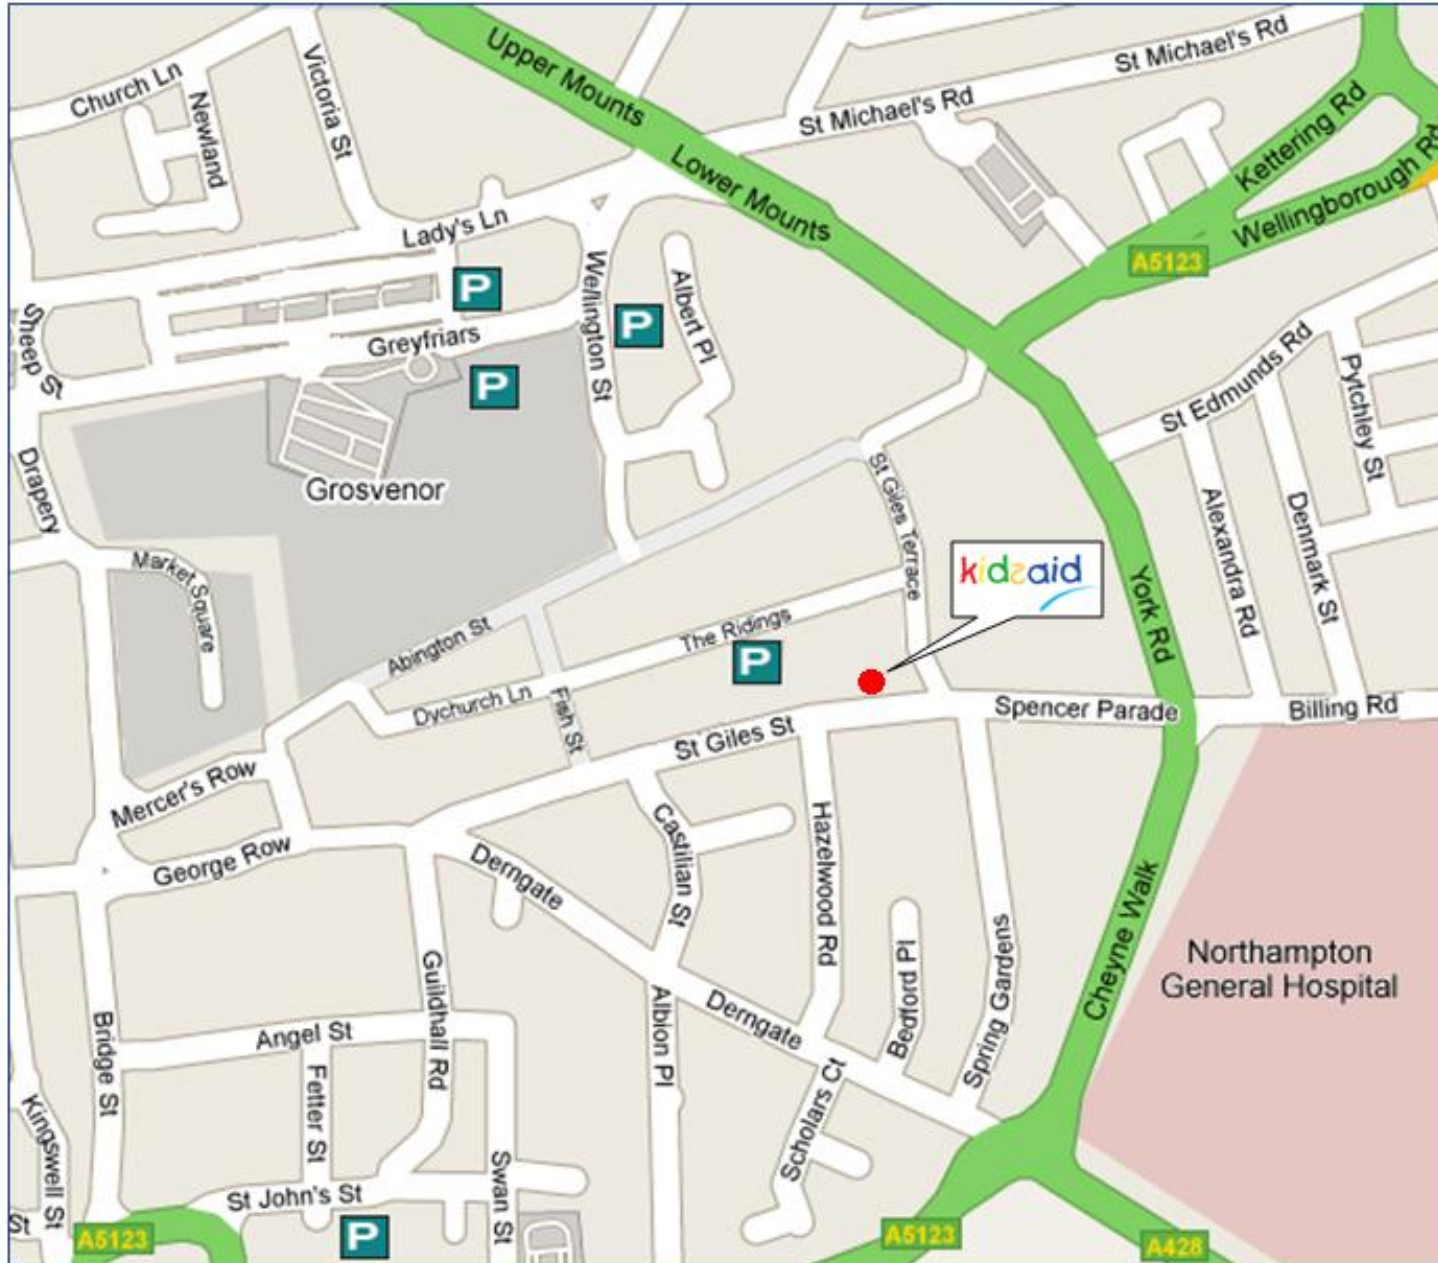 Upper Mounts
St Michael's Rd
Church Ln
Victoria St
Newland
St Michael's Rd
Kettering Rd
Lower Mounts
Wellingborough Rd
Lady's Ln
A5123
P
Wellington St
Albert Pl
P
Sheep St
Greyfriars
P
St Edmunds Rd
Pytchley St
Drapery
Grosvenor
St Giles Terrace
Alexandra Rd
Denmark St
Market Square
kidsaid
York Rd
Abington St
The Ridings
P
Dychurch Ln
Fish St
St Giles St
Spencer Parade
Billing Rd
Mercer's Row
George Row
Derngate
Castilian St
Hazelwood Rd
Cheyne Walk
Bedford Pl
Spring Gardens
Northampton
General Hospital
Guildhall Rd
Albion Pl
Derngate
Bridge St
Angel St
Fetter St
Scholars Ct
Kingswell St
Swan St
St John's St
St
A5123
P
A5123
A428